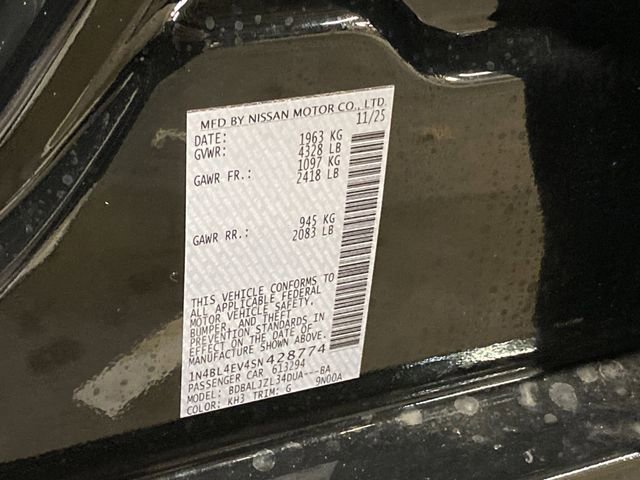 MFD BY NISSAN MOTOR CO., LTD
DATE: 11/25
GVWR: 1963 KG
4328 LB
GAWR FR.: 1097 KG
2418 LB
GAWR RR.: 945 KG
2083 LB
THIS VEHICLE CONFORMS TO
ALL APPLICABLE FEDERAL
MOTOR VEHICLE SAFETY,
BUMPER, AND THEFT
PREVENTION STANDARDS IN
EFFECT ON THE DATE OF
MANUFACTURE SHOWN ABOVE.
1N4BL4EV4SN428774
PASSENGER CAR 613294
MODEL: BDBALJZL34DUA---BA
COLOR: KH3 TRIM: G 9N00A